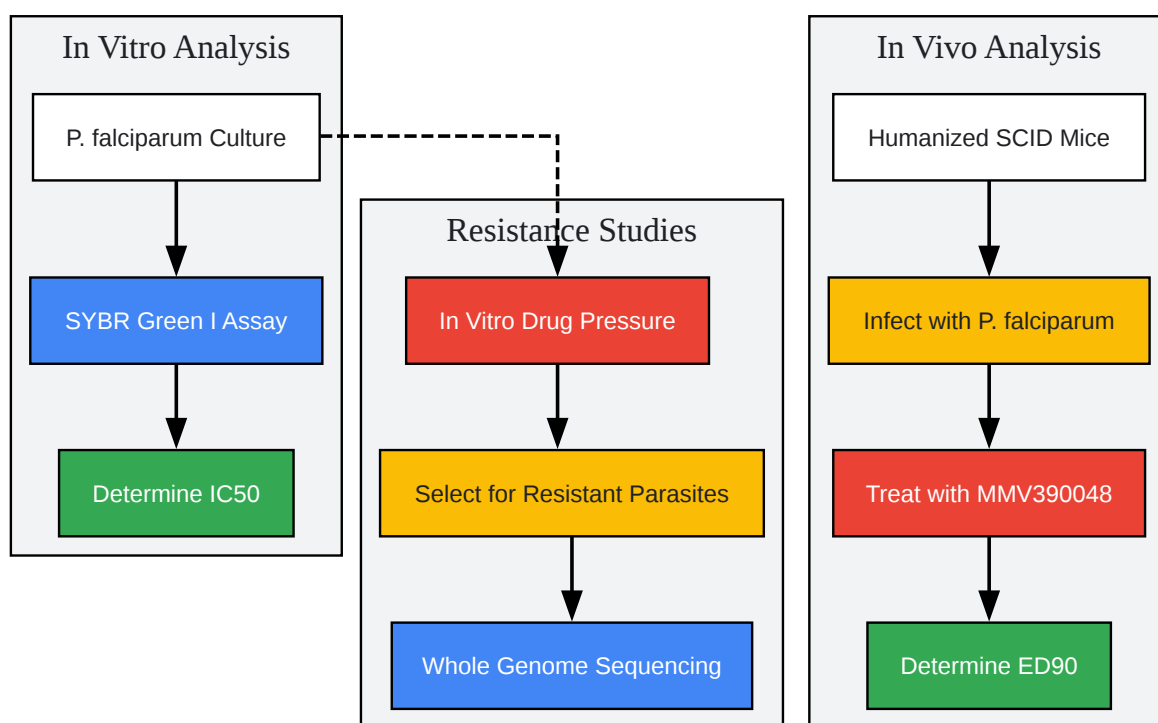 In Vitro Analysis
P. falciparum Culture
SYBR Green I Assay
Determine IC50
Resistance Studies
In Vitro Drug Pressure
Select for Resistant Parasites
Whole Genome Sequencing
In Vivo Analysis
Humanized SCID Mice
Infect with P. falciparum
Treat with MMV390048
Determine ED90